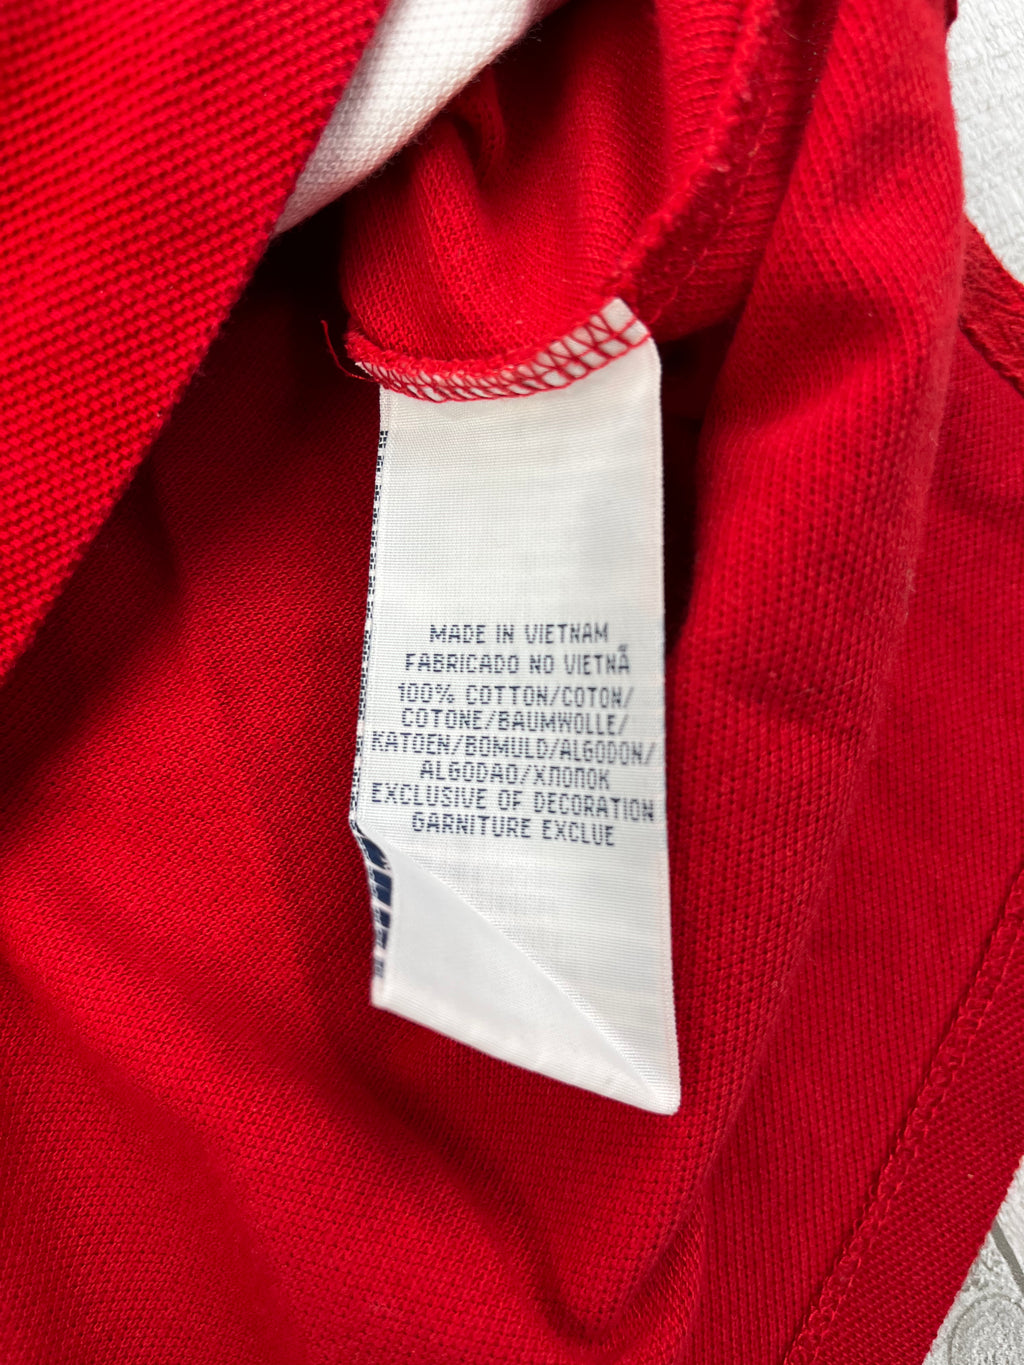 MADE IN VIETNAM
FABRICADO NO VIETNÃ
100% COTTON/COTON/
COTONE/BAUMWOLLE/
KATOEN/BOMULD/ALGODON/
ALGODAO/ХЛОПОК
EXCLUSIVE OF DECORATION
GARNITURE EXCLUE